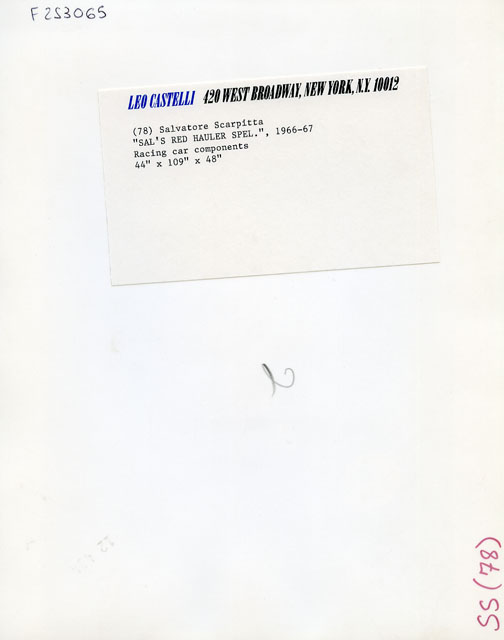 F253065
LEO CASTELLI 420 WEST BROADWAY, NEW YORK, N.Y. 10012
(78) Salvatore Scarpitta
"SAL'S RED HAULER SPEL.", 1966-67
Racing car components
44" x 109" x 48"
SS (78)